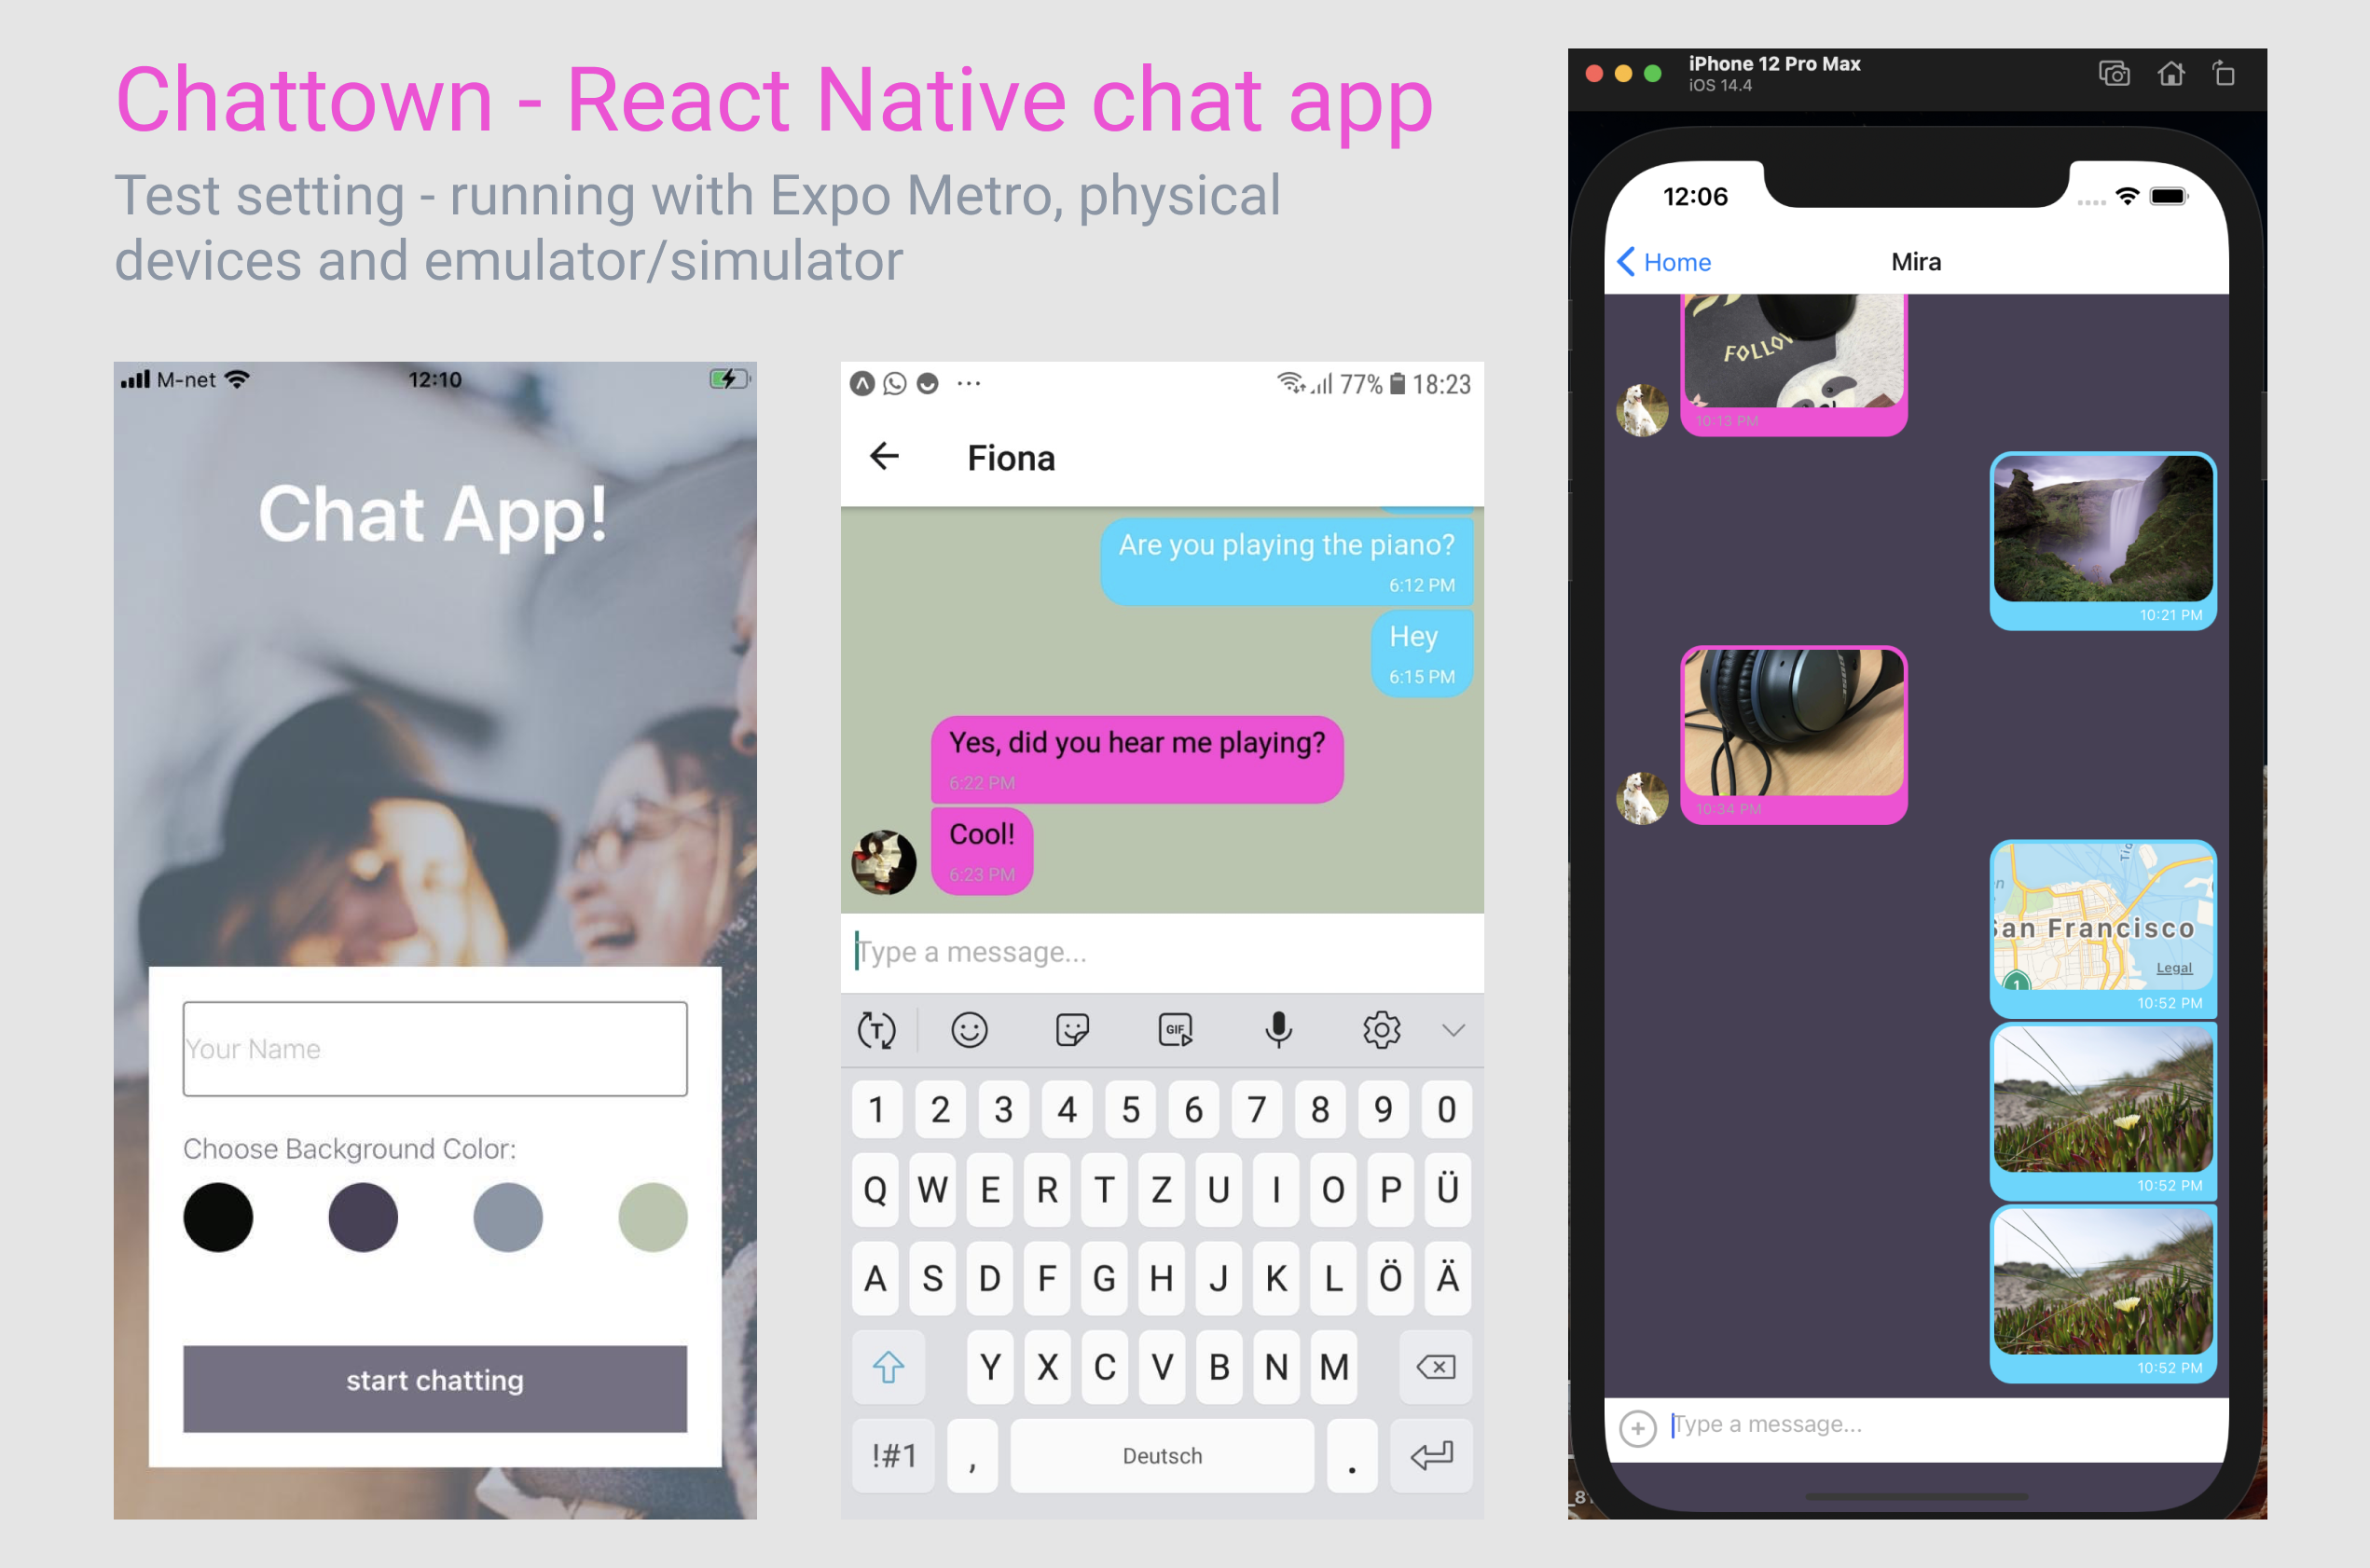 Chattown - React Native chat app
Test setting - running with Expo Metro, physical
devices and emulator/simulator
M-net
12:10
Chat App!
Your Name
Choose Background Color:
start chatting
77% 18:23
Fiona
Are you playing the piano?
6:12 PM
Hey
6:15 PM
Yes, did you hear me playing?
6:22 PM
Cool!
6:23 PM
Type a message...
T
GIF
1 2 3 4 5 6 7 8 9 0
Q W E R T Z U I O P Ü
A S D F G H J K L Ö Ä
Y X C V B N M
!#1 , Deutsch .
iPhone 12 Pro Max
iOS 14.4
12:06
Home
Mira
10:13 PM
10:21 PM
10:34 PM
San Francisco
Legal
1
10:52 PM
10:52 PM
10:52 PM
Type a message...